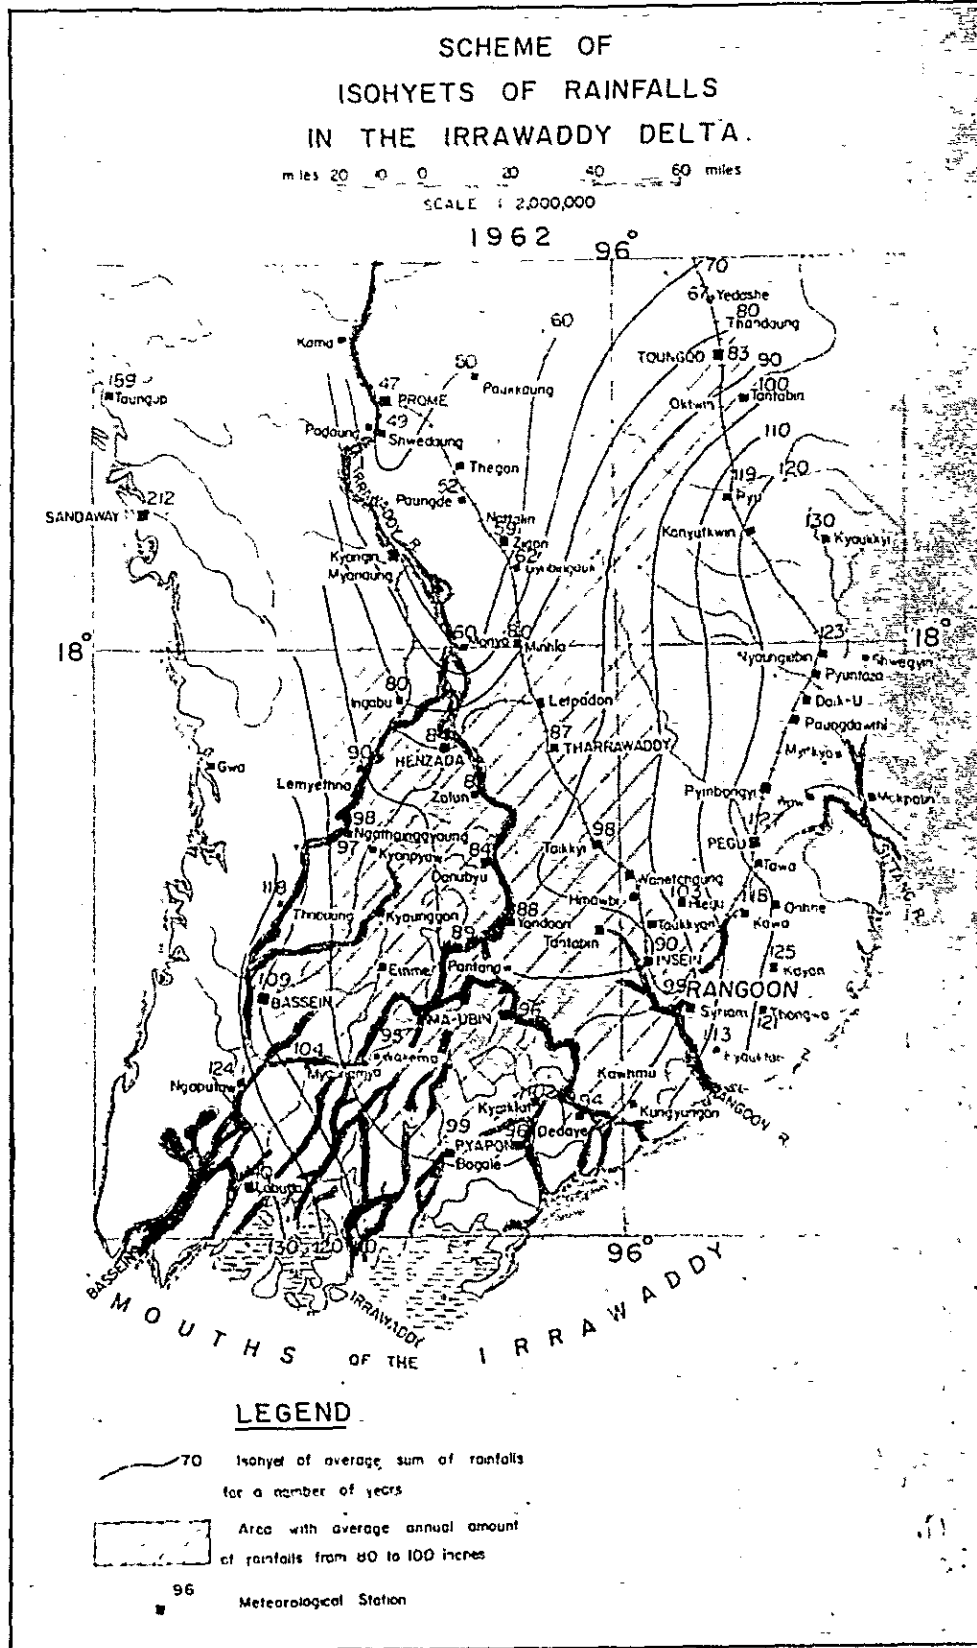 SCHEME OF
ISOHYETS OF RAINFALLS
IN THE IRRAWADDY DELTA.
miles 20 10 0 20 40 60 miles
SCALE 1 2,000,000
1962
96°
70
67 Yedashe
80
Thandaung
60
Kama
TOUNGOO 83
90
50
Paukkaung
159
Taungup
47
PROME
100
Tantabin
Oktwin
49
Padaung
Shwedaung
110
Thegon
119
120
Pyu
212
SANDAWAY
Paungde 52
Nattalin
59
Zigon
Kanyutkwin
130
Kyaukkyi
62
Gyobingauk
Kyangin
Myanaung
IRRAWADDY R.
18°
60
Monyo
80
Minhla
123
18°
Nyaunglebin
Shwegyin
Pyuntaza
80
Ingabu
Letpadan
Daik-U
Pauogdawthi
HENZADA
87
THARRAWADDY
Gwa
90
Lemyethna
Zalun
Pyinbongyi
98
Ngathainggyaung
97
Kyonpyaw
98
Taikkyi
127
PEGU
84
Danubyu
Tawa
118
Wanetchaung
103
Hlegu
Hmawbi
Kyaunggon
88
Yandoon
118
Kawa
Onhne
Taukkyan
Tantabin
89
90
INSEIN
125
Kayan
Einme
Pantanaw
109
BASSEIN
99
RANGOON
MA-UBIN
96
Syriam
Thongwa
121
95
Wakema
104
Myaungmya
Kyauktan
124
Ngaputaw
Kawhmu
Kyaiklat
94
Dedaye
Kungyangon
RANGOON R.
99
PYAPON
96
Bogale
Labutta
130 120 110
96°
BASSEIN
IRRAWADDY
MOUTHS OF THE IRRAWADDY
LEGEND
70 Isohyet of average sum of rainfalls
for a number of years
Area with average annual amount
of rainfalls from 80 to 100 inches
96
Meteorological Station